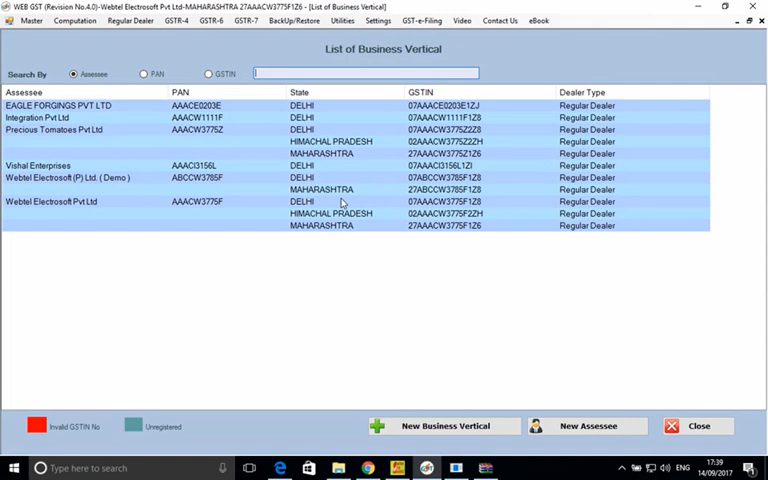 WEB GST (Revision No.4.0)-Webtel Electrosoft Pvt Ltd-MAHARASHTRA 27AAACW3775F1Z6 - [List of Business Vertical]
Master Computation Regular Dealer GSTR-4 GSTR-6 GSTR-7 BackUp/Restore Utilities Settings GST-e-Filing Video Contact Us eBook
List of Business Vertical
Search By Assessee PAN GSTIN
Assessee PAN State GSTIN Dealer Type
EAGLE FORGINGS PVT LTD AAACE0203E DELHI 07AAACE0203E1ZJ Regular Dealer
Integration Pvt Ltd AAACW1111F DELHI 07AAACW1111F1Z8 Regular Dealer
Precious Tomatoes Pvt Ltd AAACW3775Z DELHI 07AAACW3775Z2Z8 Regular Dealer
HIMACHAL PRADESH 02AAACW3775Z2ZH Regular Dealer
MAHARASHTRA 27AAACW3775Z1Z6 Regular Dealer
Vishal Enterprises AAACI3156L DELHI 07AAACI3156L1ZI Regular Dealer
Webtel Electrosoft (P) Ltd. ( Demo ) ABCCW3785F DELHI 07ABCCW3785F1Z8 Regular Dealer
MAHARASHTRA 27ABCCW3785F1Z8 Regular Dealer
Webtel Electrosoft Pvt Ltd AAACW3775F DELHI 07AAACW3775F1Z8 Regular Dealer
HIMACHAL PRADESH 02AAACW3775F2ZH Regular Dealer
MAHARASHTRA 27AAACW3775F1Z6 Regular Dealer
Invalid GSTIN No Unregistered New Business Vertical New Assessee Close
Type here to search ENG 17:39
14/09/2017